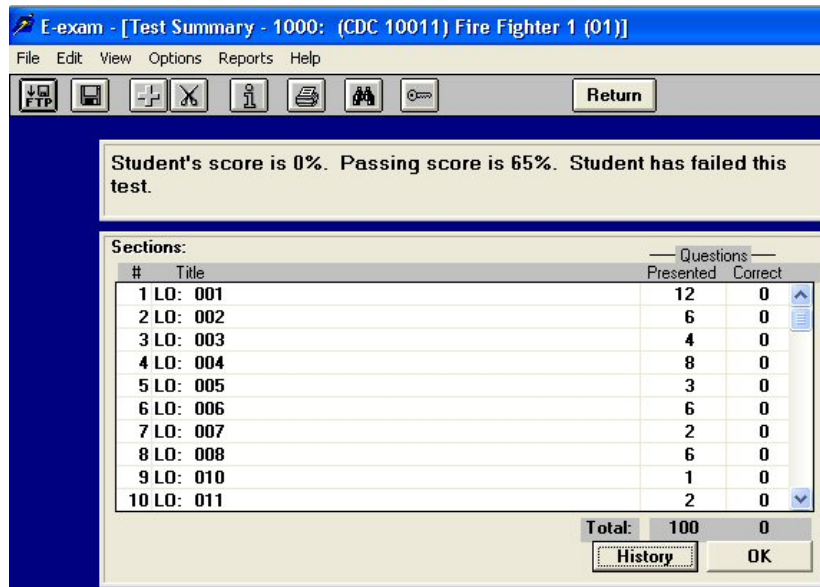 E-exam - [Test Summary - 1000: (CDC 10011) Fire Fighter 1 (01)]
File Edit View Options Reports Help
FTP Return
Student's score is 0%. Passing score is 65%. Student has failed this
test.
Sections:
Questions
# Title Presented Correct
1 LO: 001 12 0
2 LO: 002 6 0
3 LO: 003 4 0
4 LO: 004 8 0
5 LO: 005 3 0
6 LO: 006 6 0
7 LO: 007 2 0
8 LO: 008 6 0
9 LO: 010 1 0
10 LO: 011 2 0
Total: 100 0
History OK